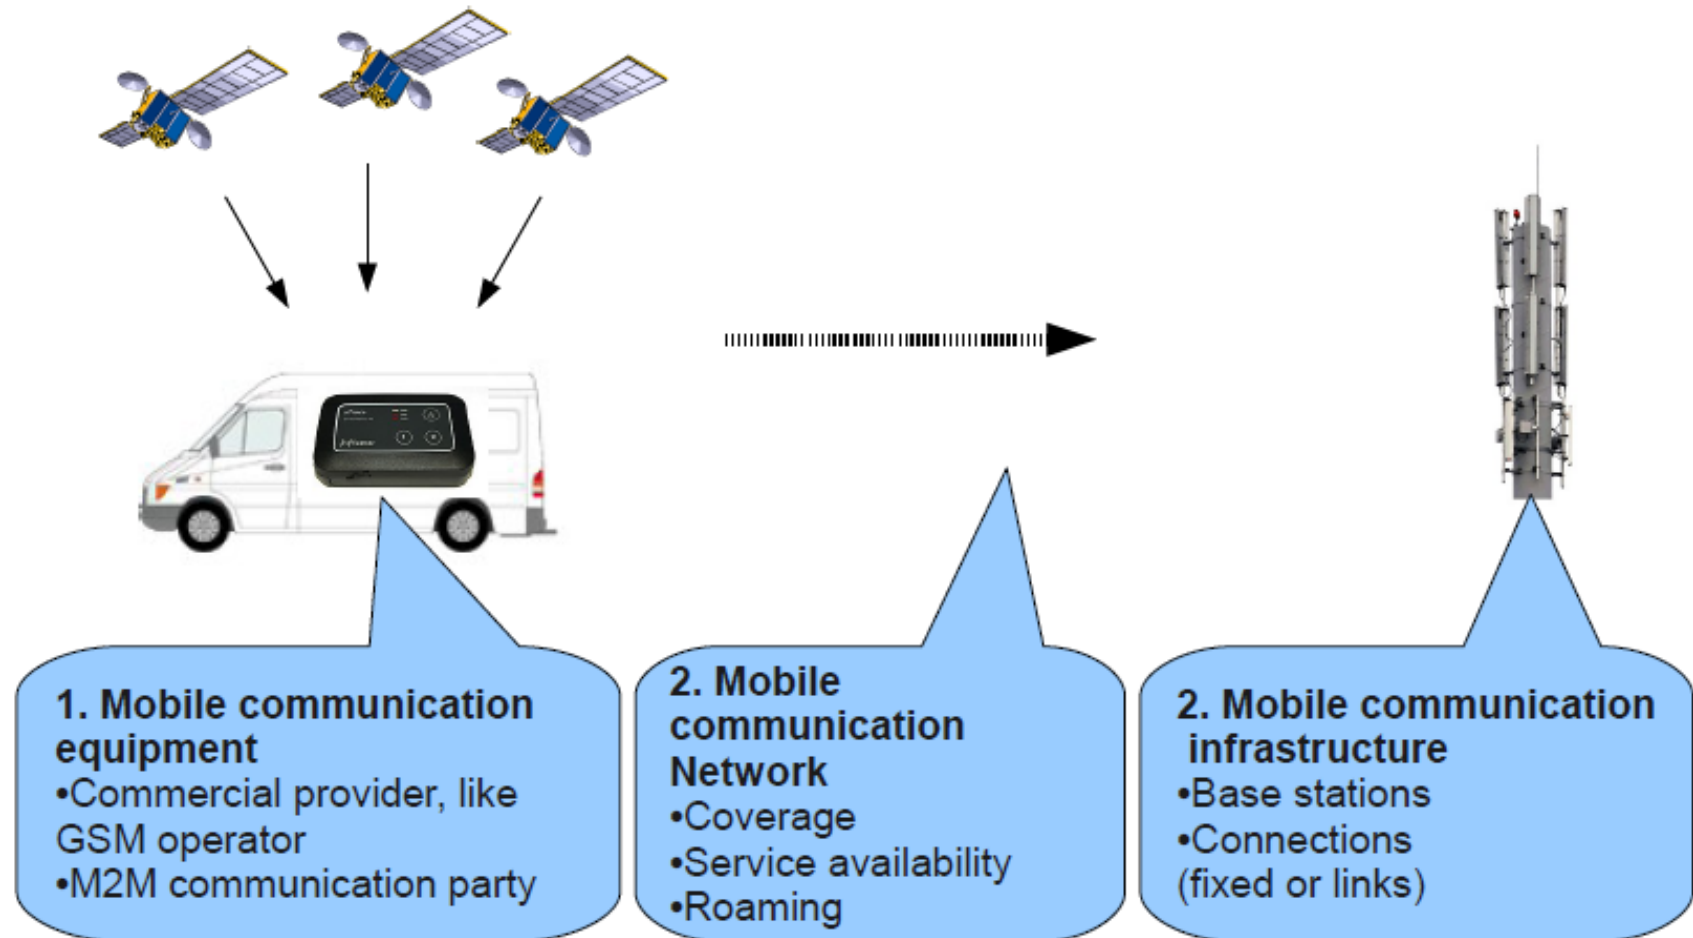 1. Mobile communication
equipment
•Commercial provider, like
GSM operator
•M2M communication party
2. Mobile
communication
Network
•Coverage
•Service availability
•Roaming
2. Mobile communication
infrastructure
•Base stations
•Connections
(fixed or links)